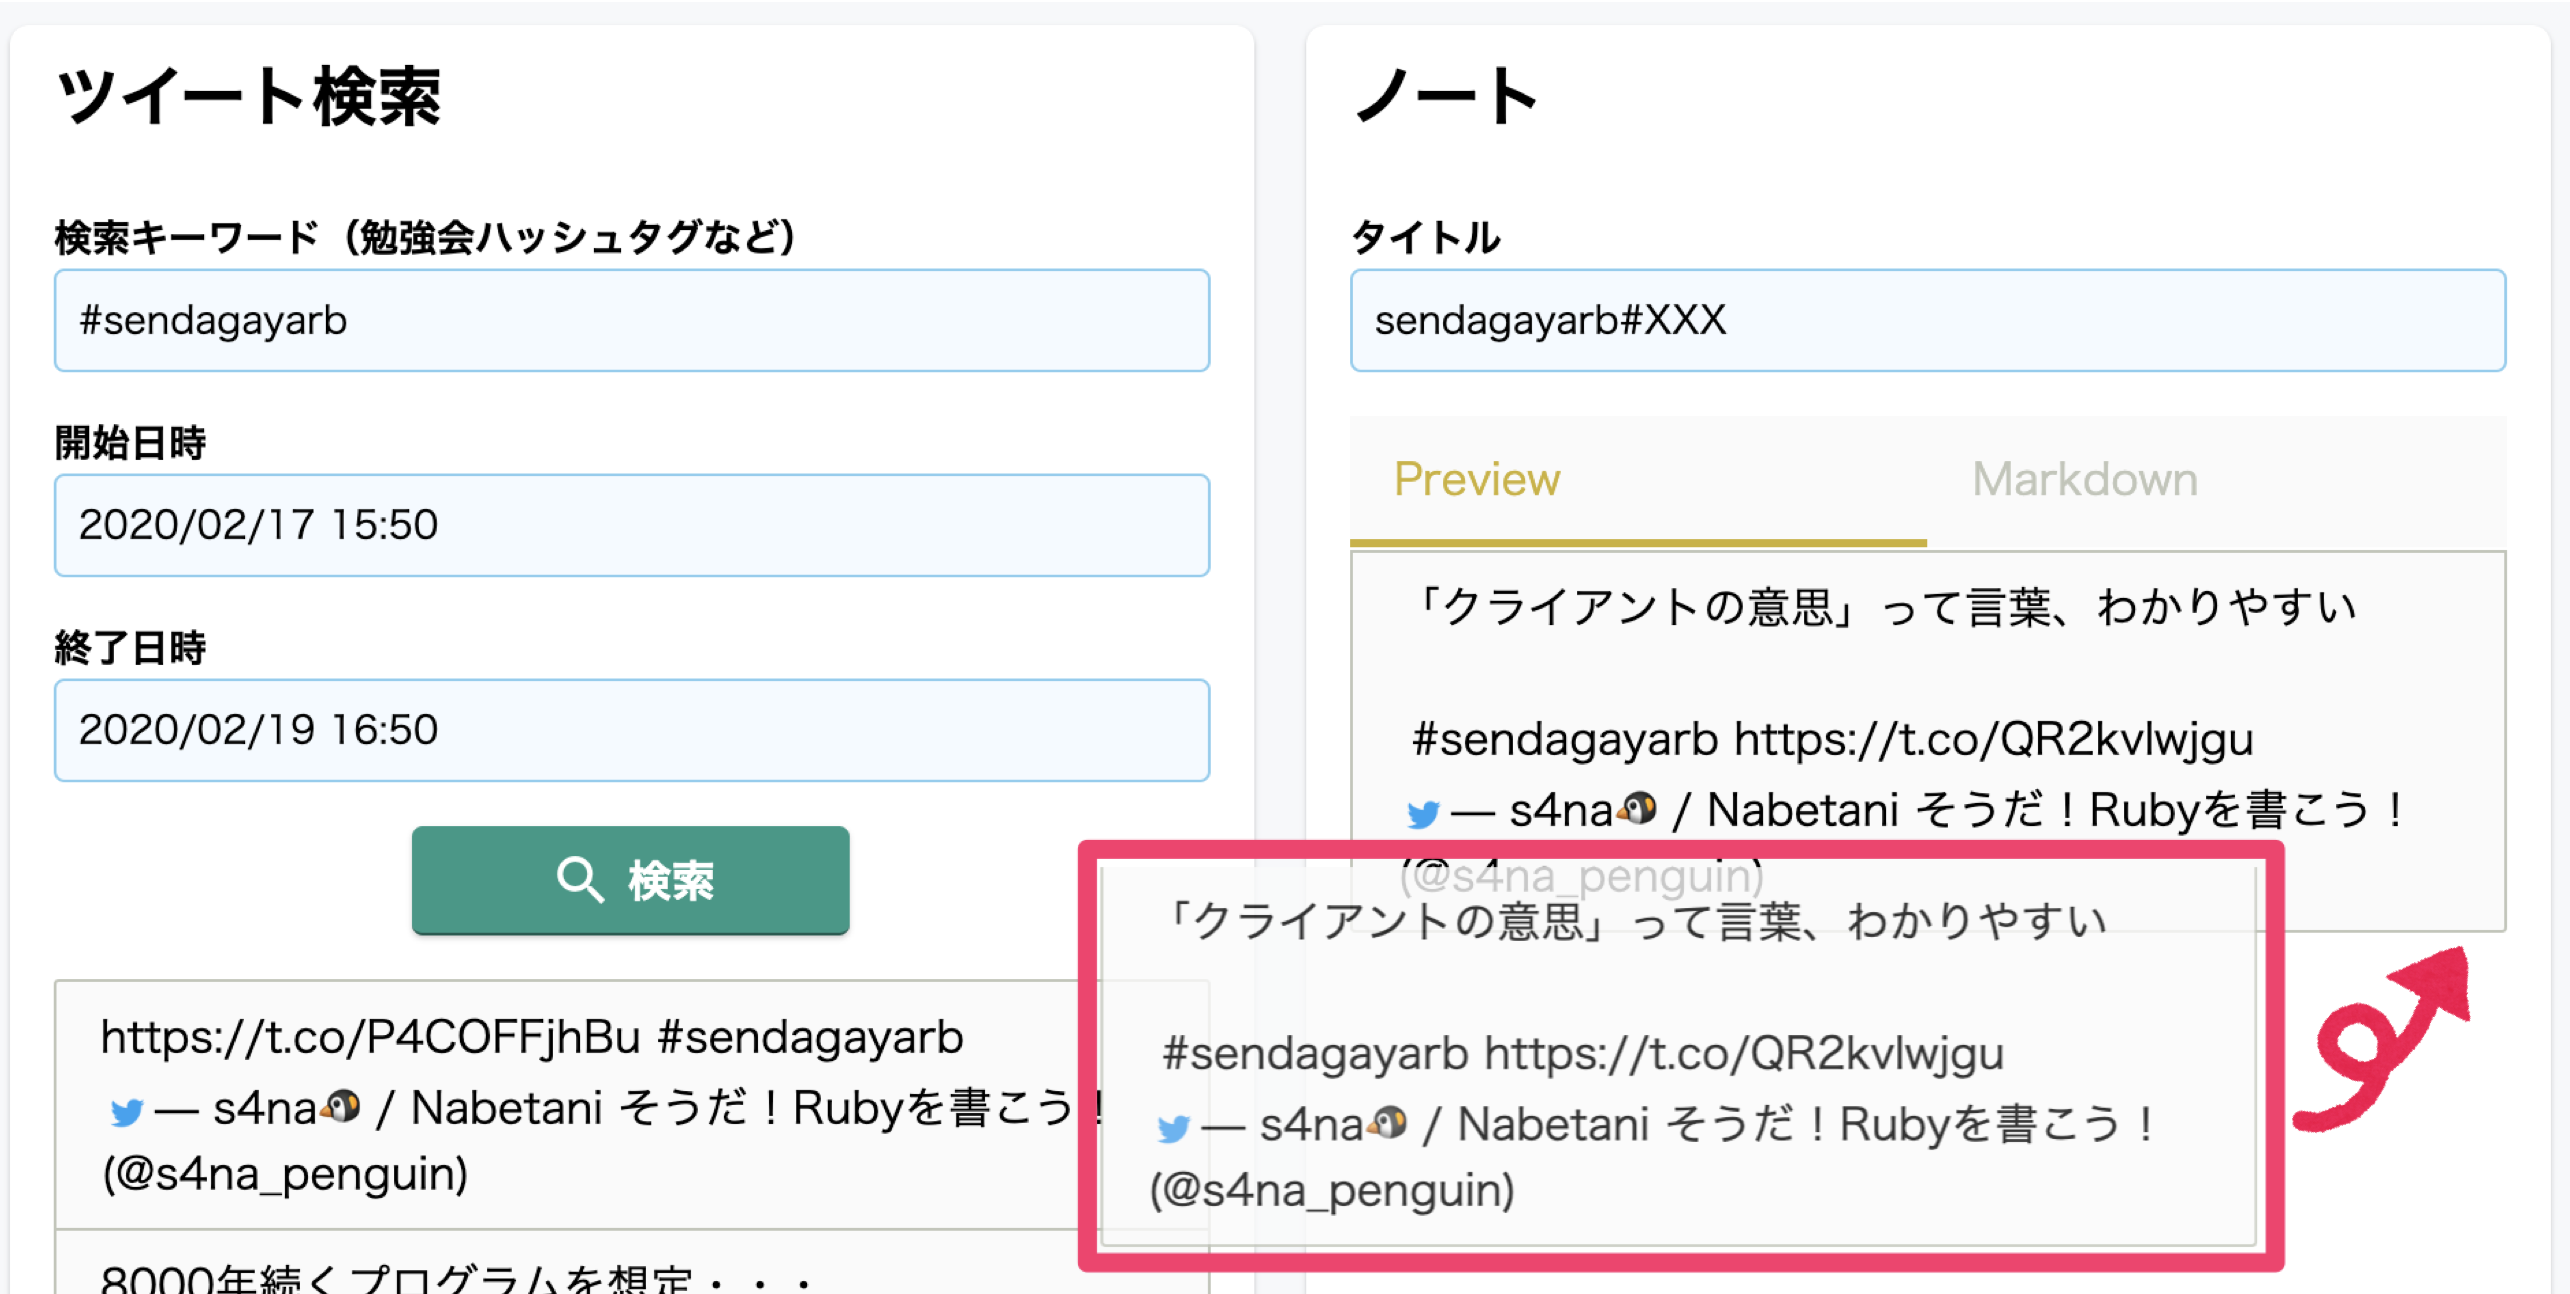 ツイート検索
検索キーワード（勉強会ハッシュタグなど）
#sendagayarb
開始日時
2020/02/17 15:50
終了日時
2020/02/19 16:50
検索
https://t.co/P4COFFjhBu #sendagayarb
— s4na🐧 / Nabetani そうだ！Rubyを書こう！
(@s4na_penguin)
8000年続くプログラムを想定・・・
ノート
タイトル
sendagayarb#XXX
Preview Markdown
「クライアントの意思」って言葉、わかりやすい
#sendagayarb https://t.co/QR2kvlwjgu
— s4na🐧 / Nabetani そうだ！Rubyを書こう！
(@s4na_penguin)
「クライアントの意思」って言葉、わかりやすい
#sendagayarb https://t.co/QR2kvlwjgu
— s4na🐧 / Nabetani そうだ！Rubyを書こう！
(@s4na_penguin)